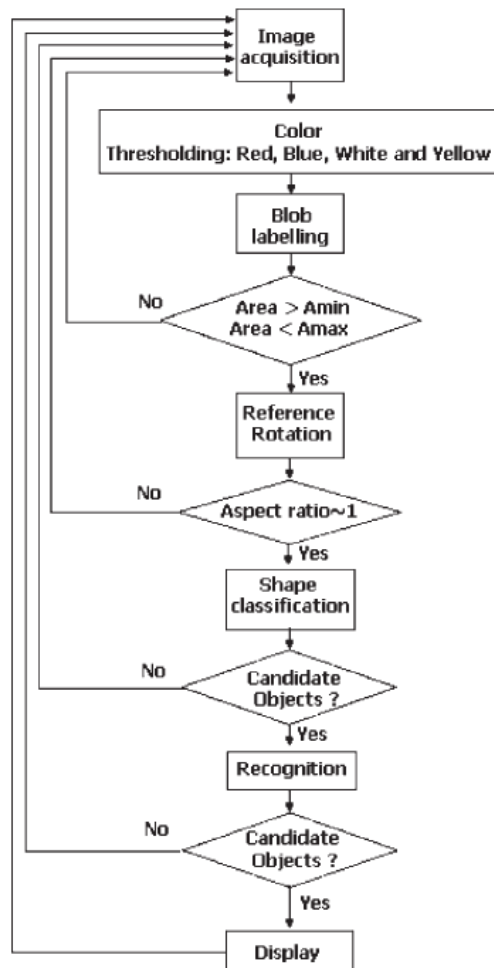 Image
acquisition
Color
Thresholding: Red, Blue, White and Yellow
Blob
labelling
No
Area > Amin
Area < Amax
Yes
Reference
Rotation
No
Aspect ratio~1
Yes
Shape
classification
No
Candidate
Objects ?
Yes
Recognition
No
Candidate
Objects ?
Yes
Display